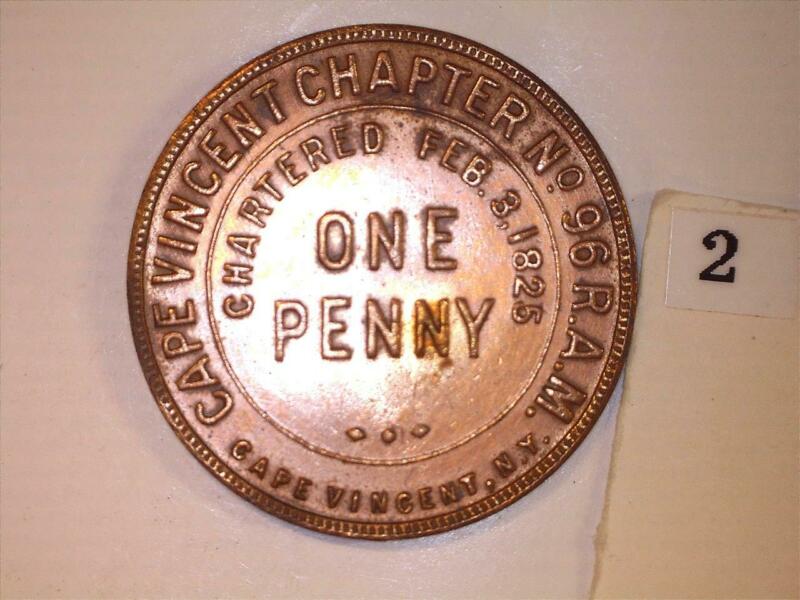 CAPE VINCENT CHAPTER No. 96 R.A.M.
CHARTERED FEB. 3, 1825
ONE
PENNY
CAPE VINCENT, N.Y.
2